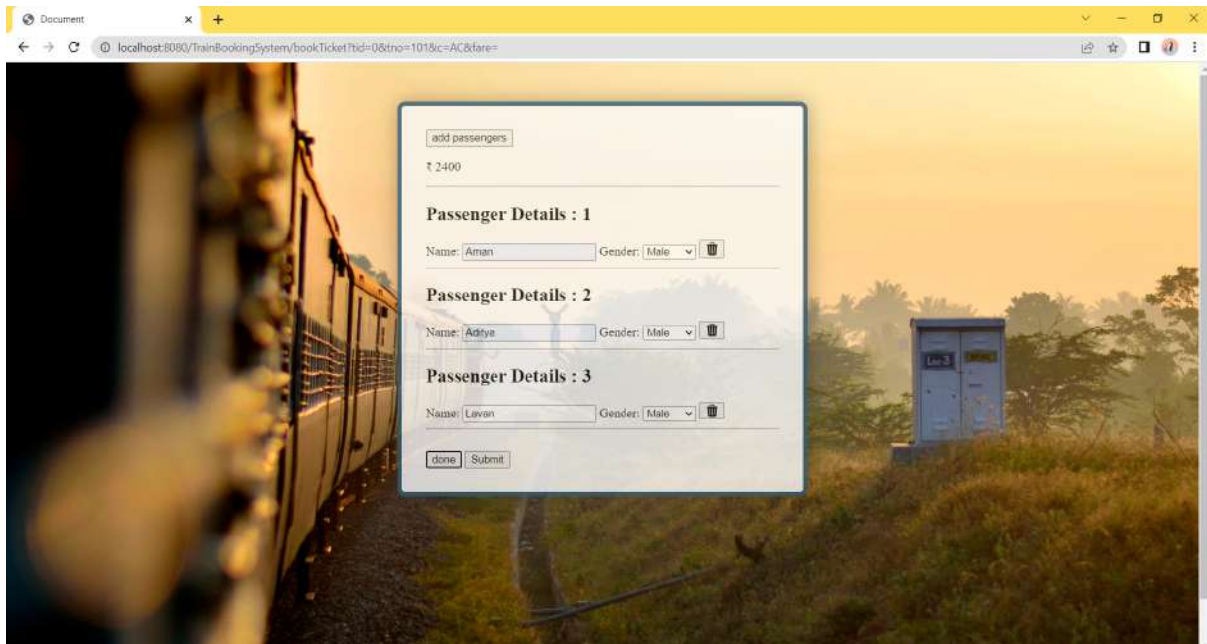 Document
localhost:8080/TrainBookingSystem/bookTicket?tid=0&tno=101&c=AC&fare=
add passengers
₹ 2400
Passenger Details : 1
Name: Aman Gender: Male
Passenger Details : 2
Name: Aditya Gender: Male
Passenger Details : 3
Name: Lavan Gender: Male
done Submit